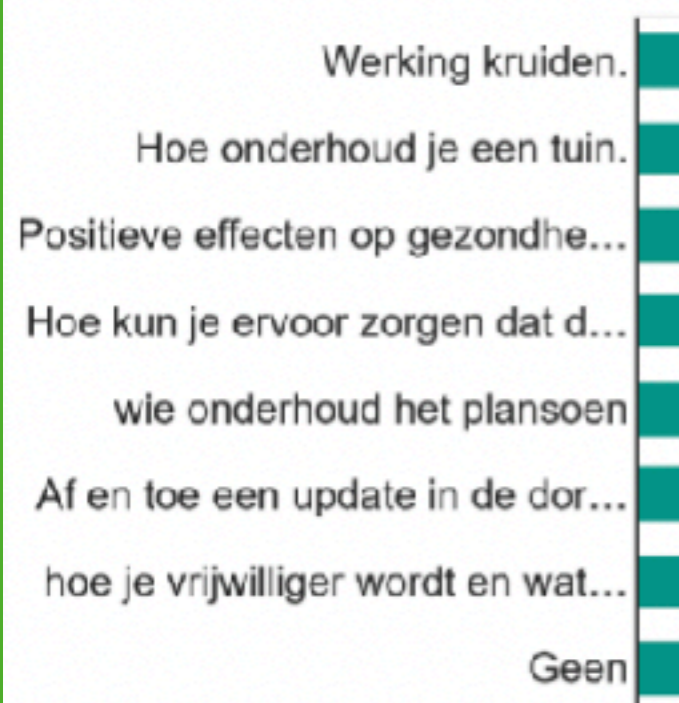 Werking kruiden.
Hoe onderhoud je een tuin.
Positieve effecten op gezondhe...
Hoe kun je ervoor zorgen dat d...
wie onderhoud het plansoen
Af en toe een update in de dor...
hoe je vrijwilliger wordt en wat...
Geen